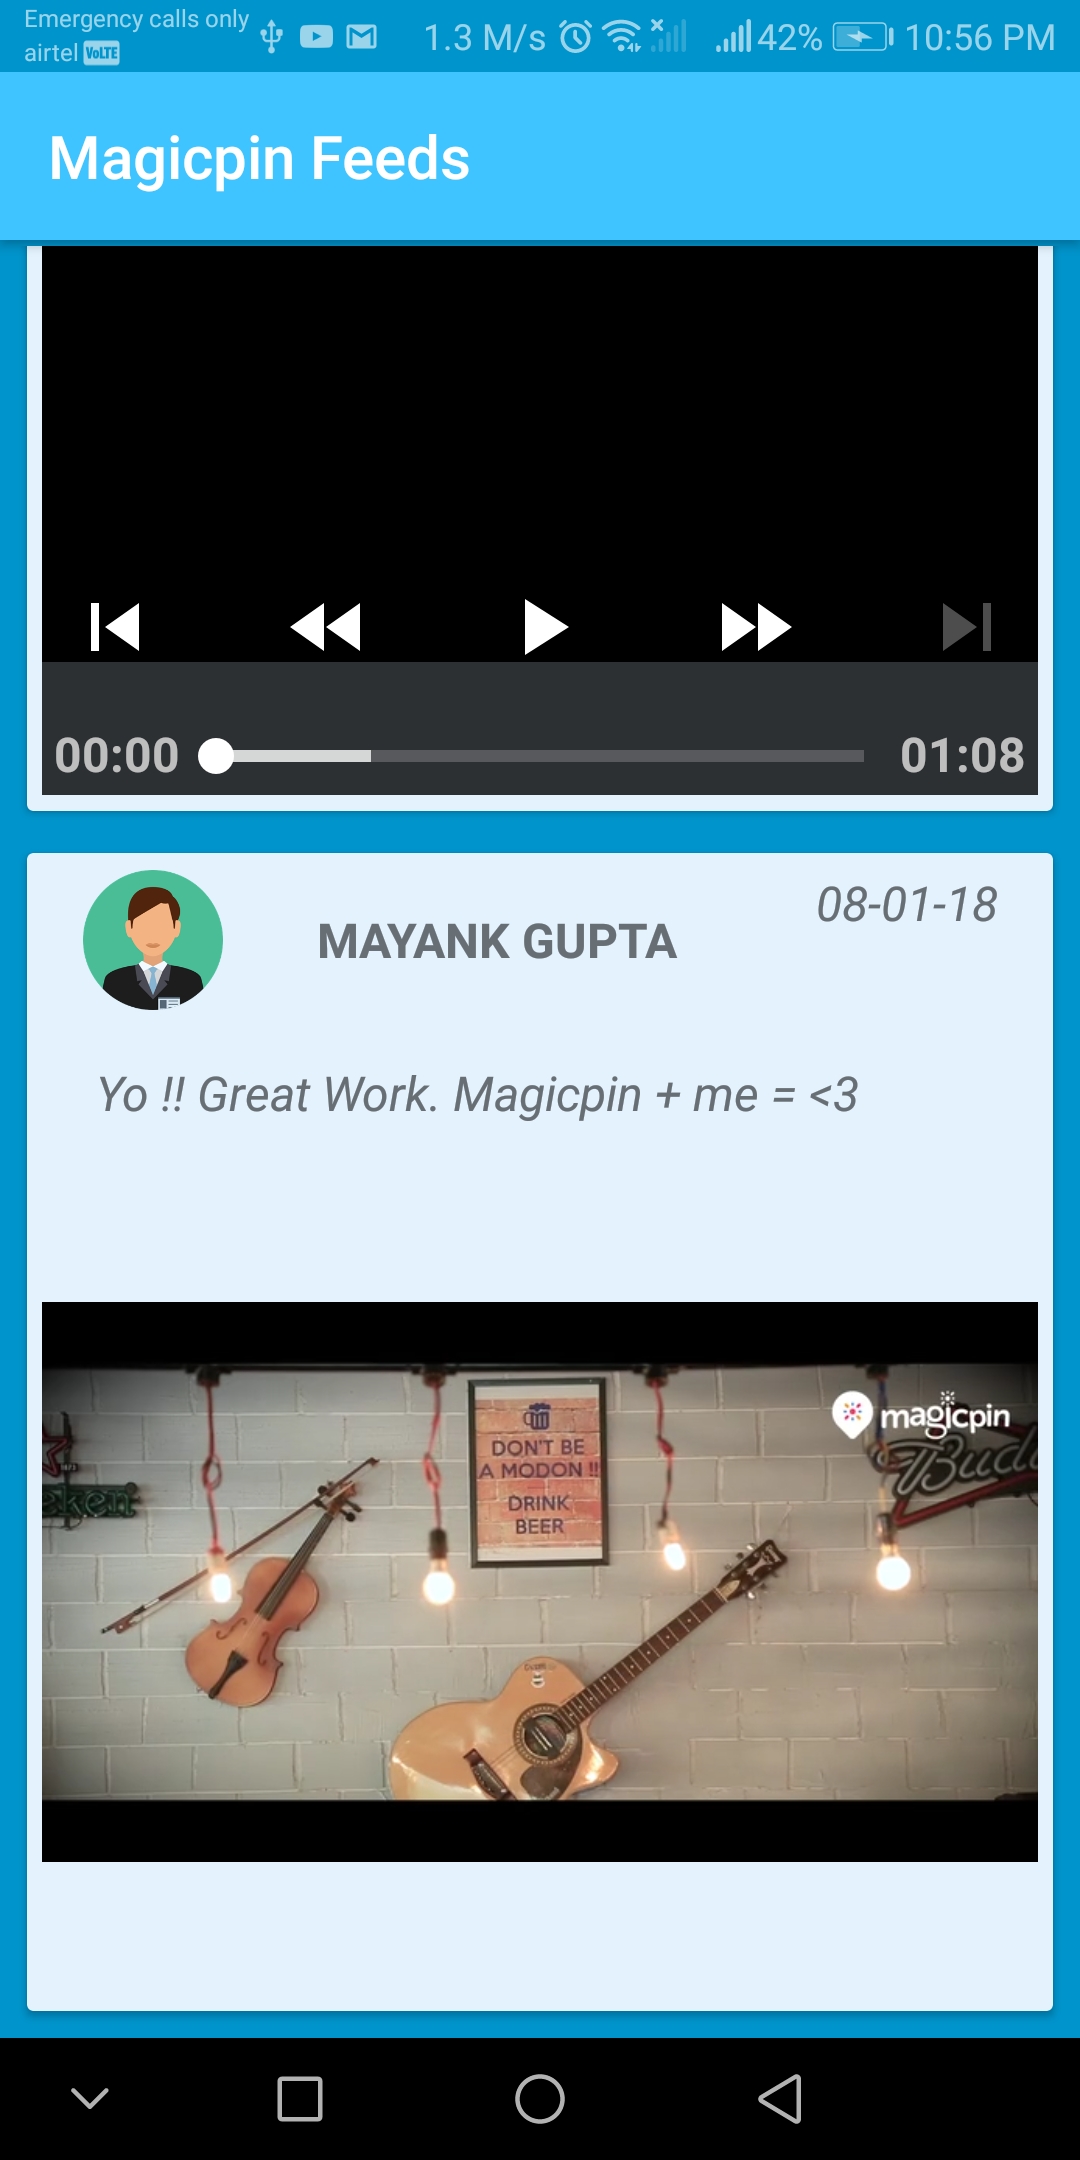 Emergency calls only
airtel VoLTE
1.3 M/s
42%
10:56 PM
Magicpin Feeds
00:00
01:08
08-01-18
MAYANK GUPTA
Yo !! Great Work. Magicpin + me = <3
magicpin
DON'T BE
A MODON !!
DRINK
BEER
eken
Bud